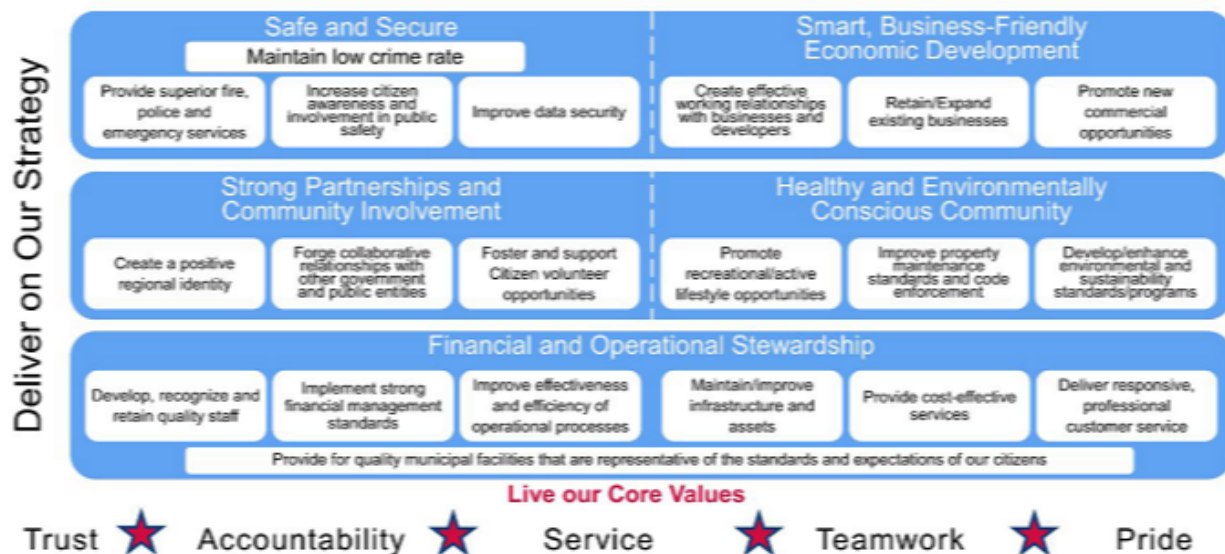 Deliver on Our Strategy
Safe and Secure
Maintain low crime rate
Provide superior fire,
police and
emergency services
Increase citizen
awareness and
involvement in public
safety
Improve data security
Smart, Business-Friendly
Economic Development
Create effective
working relationships
with businesses and
developers
Retain/Expand
existing businesses
Promote new
commercial
opportunities
Strong Partnerships and
Community Involvement
Create a positive
regional identity
Forge collaborative
relationships with
other government
and public entities
Foster and support
Citizen volunteer
opportunities
Healthy and Environmentally
Conscious Community
Promote
recreational/active
lifestyle opportunities
Improve property
maintenance
standards and code
enforcement
Develop/enhance
environmental and
sustainability
standards/programs
Financial and Operational Stewardship
Develop, recognize and
retain quality staff
Implement strong
financial management
standards
Improve effectiveness
and efficiency of
operational processes
Maintain/improve
infrastructure and
assets
Provide cost-effective
services
Deliver responsive,
professional
customer service
Provide for quality municipal facilities that are representative of the standards and expectations of our citizens
Live our Core Values
Trust Accountability Service Teamwork Pride